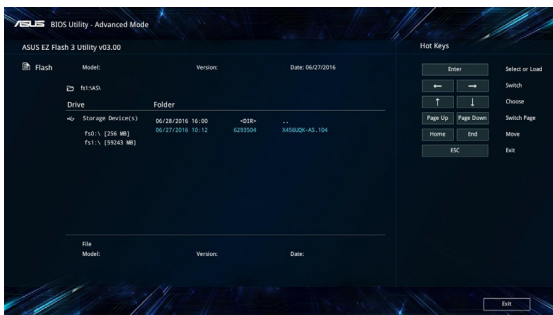 ASUS BIOS Utility - Advanced Mode
ASUS EZ Flash 3 Utility v03.00
Flash
Model: Version: Date: 06/27/2016
fs1:\AS\
Drive Folder
Storage Device(s)
fs0:\ [256 MB]
fs1:\ [59243 MB]
06/28/2016 16:00 <DIR> ..
06/27/2016 10:12 6293504 X456UQK-AS.104
File
Model: Version: Date:
Hot Keys
Enter Select or Load
← → Switch
↑ ↓ Choose
Page Up Page Down Switch Page
Home End Move
ESC Exit
Exit